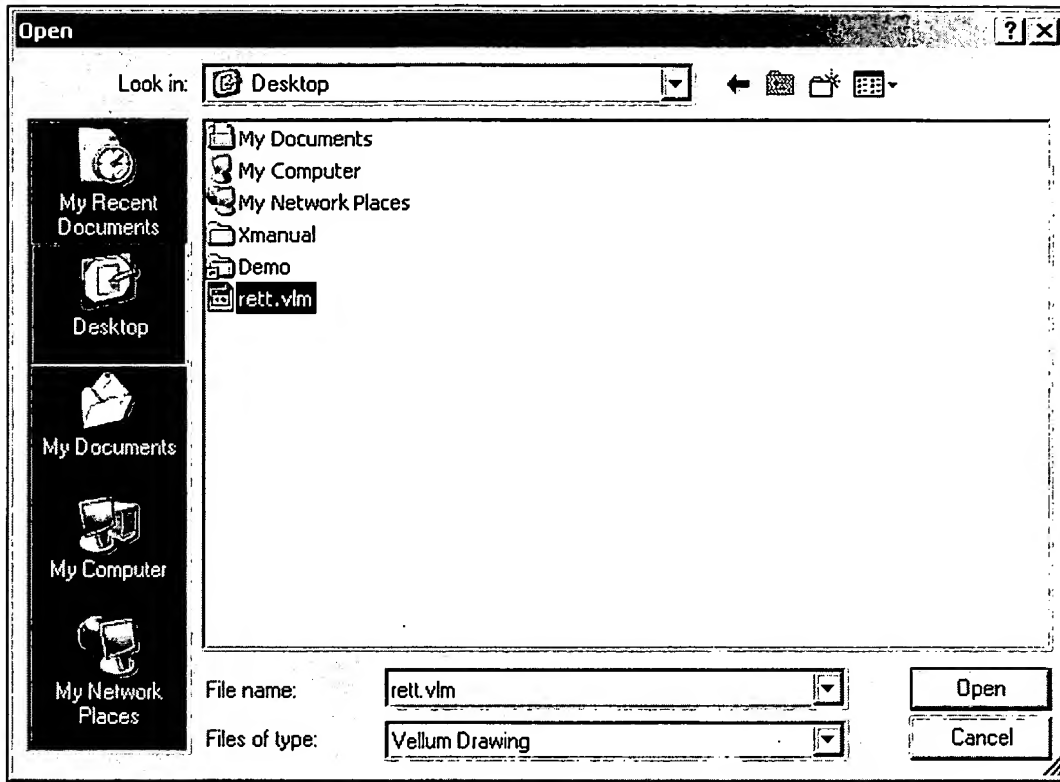 Open
Look in: Desktop
My Recent
Documents
Desktop
My Documents
My Computer
My Network
Places
My Documents
My Computer
My Network Places
Xmanual
Demo
rett.vlm
File name: rett.vlm Open
Files of type: Vellum Drawing Cancel